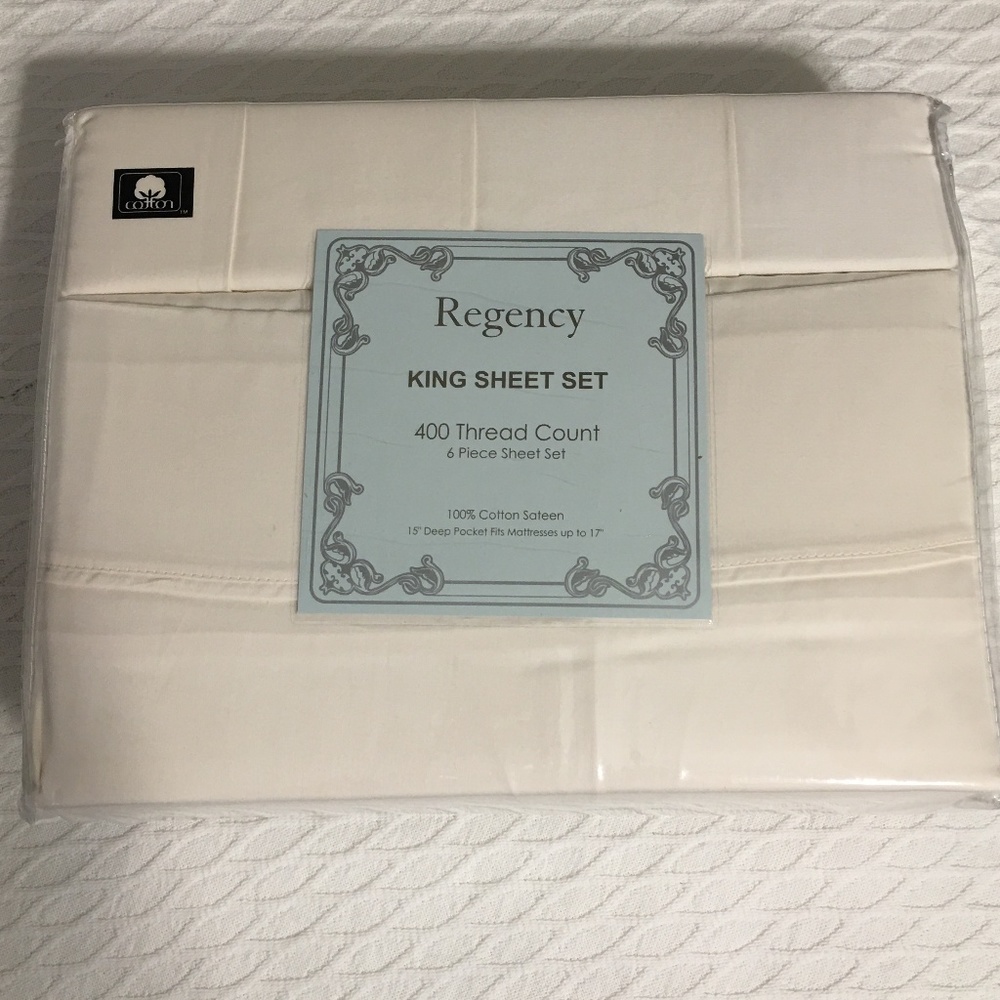 cotton
TM
Regency
KING SHEET SET
400 Thread Count
6 Piece Sheet Set
100% Cotton Sateen
15" Deep Pocket Fits Mattresses up to 17"